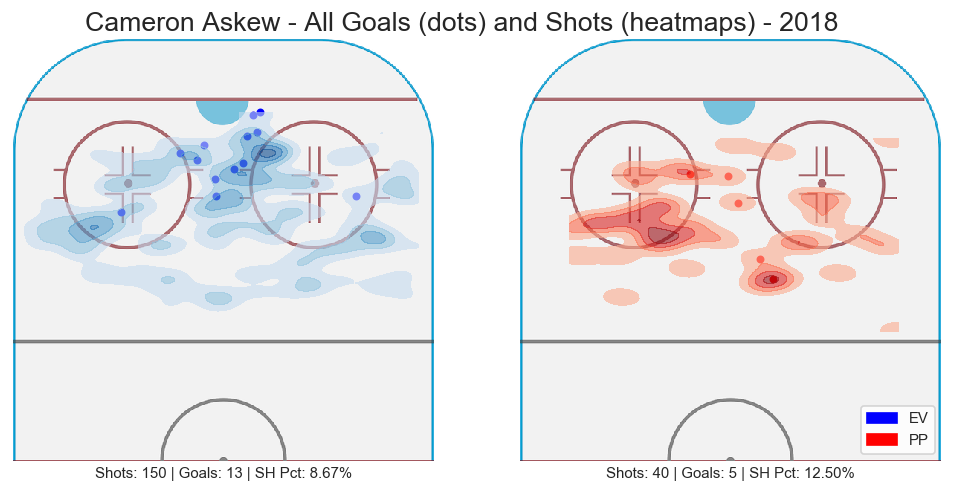 Cameron Askew - All Goals (dots) and Shots (heatmaps) - 2018
EV
PP
Shots: 150 | Goals: 13 | SH Pct: 8.67%
Shots: 40 | Goals: 5 | SH Pct: 12.50%